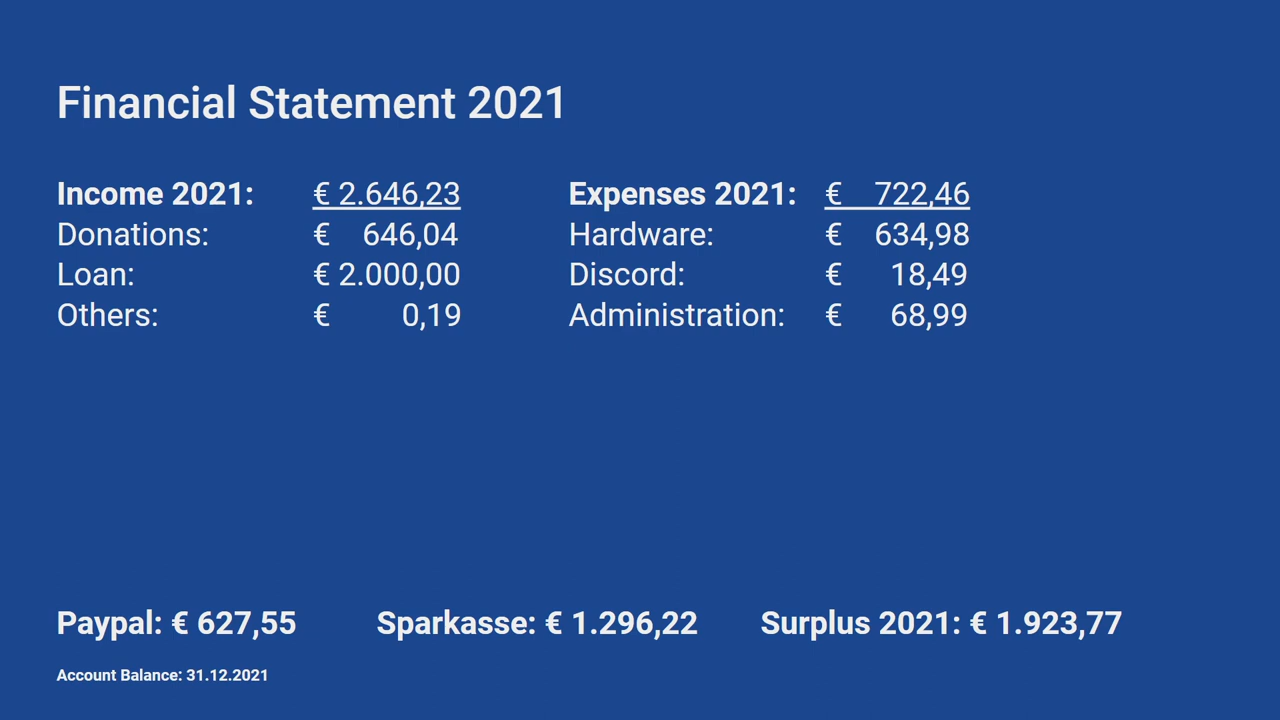 Financial Statement 2021
Income 2021: € 2.646,23 Expenses 2021: € 722,46
Donations: € 646,04 Hardware: € 634,98
Loan: € 2.000,00 Discord: € 18,49
Others: € 0,19 Administration: € 68,99
Paypal: € 627,55 Sparkasse: € 1.296,22 Surplus 2021: € 1.923,77
Account Balance: 31.12.2021